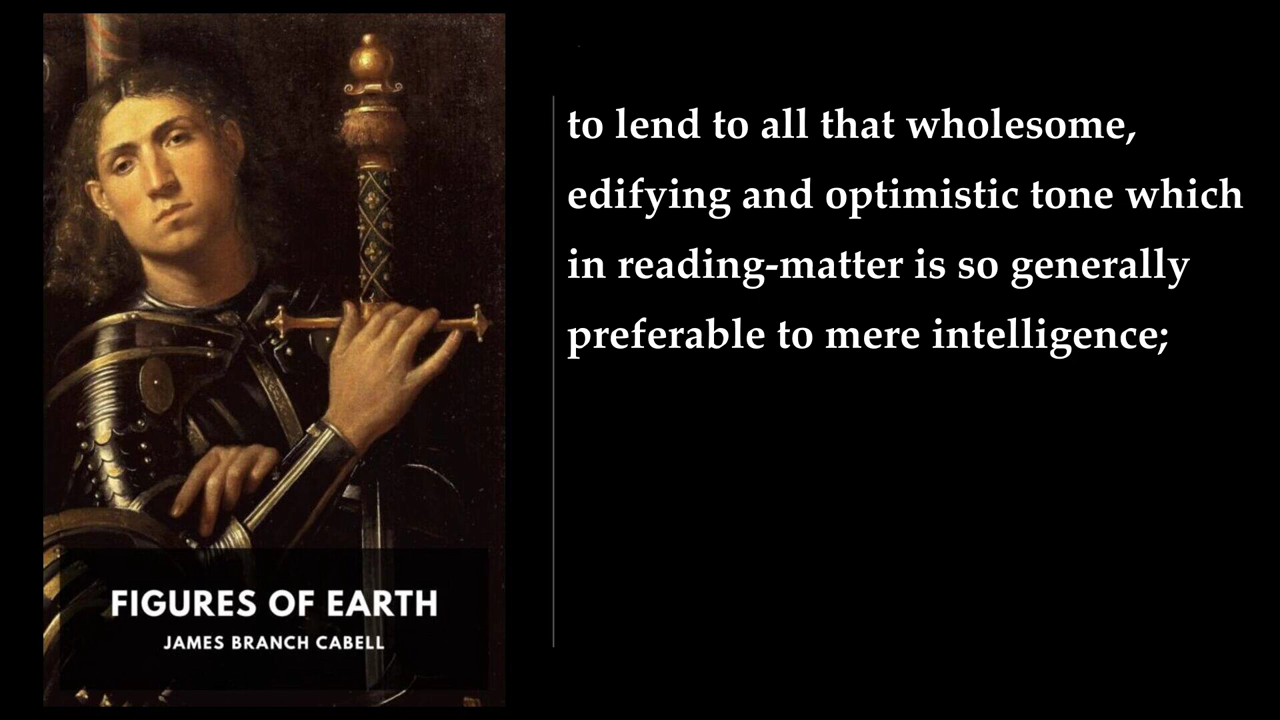 FIGURES OF EARTH
JAMES BRANCH CABELL
to lend to all that wholesome,
edifying and optimistic tone which
in reading-matter is so generally
preferable to mere intelligence;